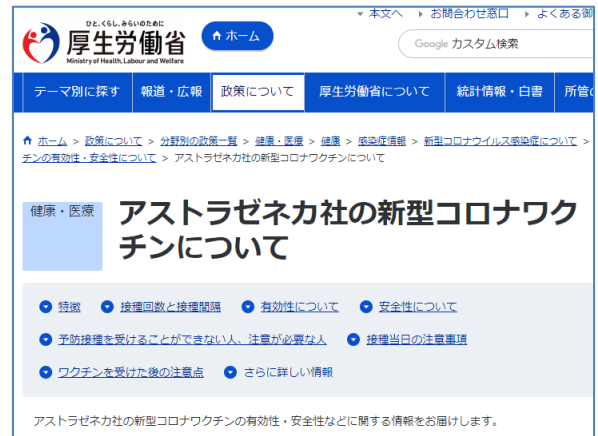 本文へ お問合わせ窓口 よくある御
ひと、くらし、みらいのために
厚生労働省
Ministry of Health, Labour and Welfare
ホーム
Google カスタム検索
テーマ別に探す 報道・広報 政策について 厚生労働省について 統計情報・白書 所管の
ホーム > 政策について > 分野別の政策一覧 > 健康・医療 > 健康 > 感染症情報 > 新型コロナウイルス感染症について >
チンの有効性・安全性について > アストラゼネカ社の新型コロナワクチンについて
健康・医療
アストラゼネカ社の新型コロナワク
チンについて
特徴 接種回数と接種間隔 有効性について 安全性について
予防接種を受けることができない人、注意が必要な人 接種当日の注意事項
ワクチンを受けた後の注意点 さらに詳しい情報
アストラゼネカ社の新型コロナワクチンの有効性・安全性などに関する情報をお届けします。